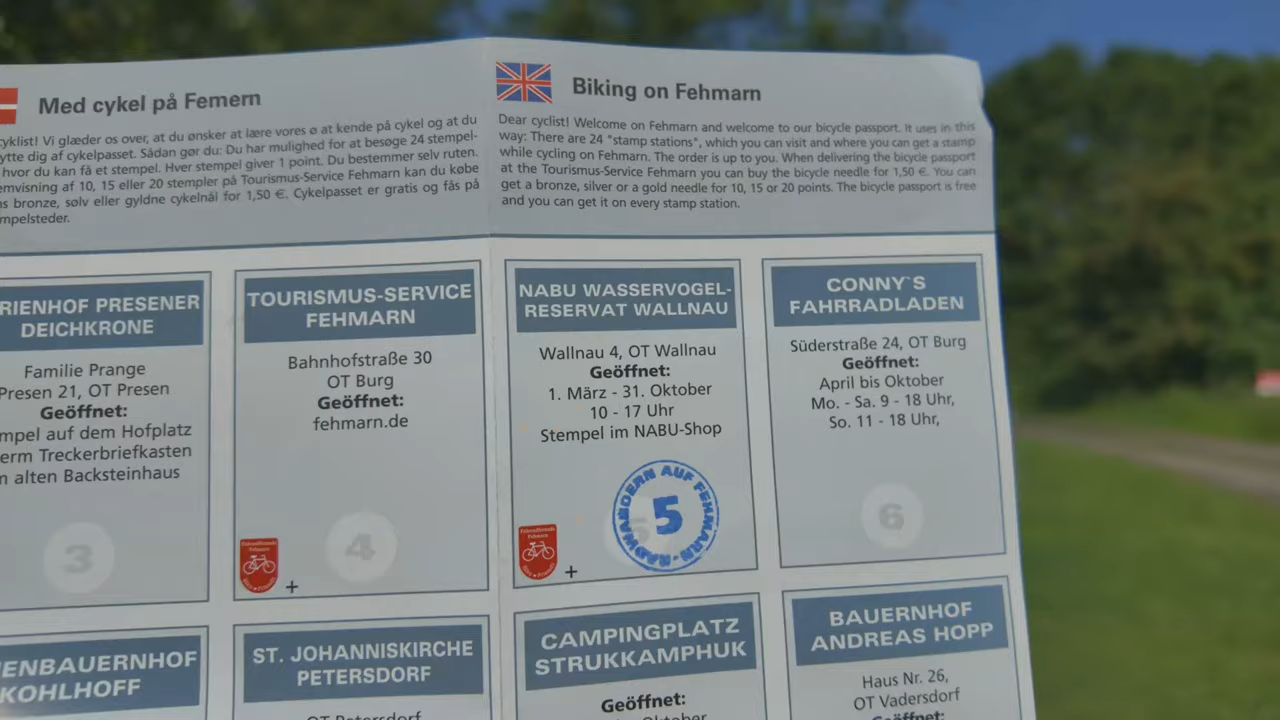 Med cykel på Femern
yklist! Vi glæder os over, at du ønsker at lære vores ø at kende på cykel og at du
ytte dig af cykelpasset. Sådan gør du: Du har mulighed for at besøge 24 stempel-
hvor du kan få et stempel. Hver stempel giver 1 point. Du bestemmer selv ruten.
emvisning af 10, 15 eller 20 stempler på Tourismus-Service Fehmarn kan du købe
s bronze, sølv eller gyldne cykelnål for 1,50 €. Cykelpasset er gratis og fås på
mpelsteder.
Biking on Fehmarn
Dear cyclist! Welcome on Fehmarn and welcome to our bicycle passport. It uses in this
way: There are 24 "stamp stations", which you can visit and where you can get a stamp
while cycling on Fehmarn. The order is up to you. When delivering the bicycle passport
at the Tourismus-Service Fehmarn you can buy the bicycle needle for 1,50 €. You can
get a bronze, silver or a gold needle for 10, 15 or 20 points. The bicycle passport is free
and you can get it on every stamp station.
RIENHOF PRESENER
DEICHKRONE
Familie Prange
Presen 21, OT Presen
Geöffnet:
mpel auf dem Hofplatz
erm Treckerbriefkasten
m alten Backsteinhaus
3
TOURISMUS-SERVICE
FEHMARN
Bahnhofstraße 30
OT Burg
Geöffnet:
fehmarn.de
4
+
NABU WASSERVOGEL-
RESERVAT WALLNAU
Wallnau 4, OT Wallnau
Geöffnet:
1. März - 31. Oktober
10 - 17 Uhr
Stempel im NABU-Shop
RADWANDERN AUF FEHMARN
5
+
CONNY`S
FAHRRADLADEN
Süderstraße 24, OT Burg
Geöffnet:
April bis Oktober
Mo. - Sa. 9 - 18 Uhr,
So. 11 - 18 Uhr,
6
IENBAUERNHOF
KOHLHOFF
ST. JOHANNISKIRCHE
PETERSDORF
OT Petersdorf
CAMPINGPLATZ
STRUKKAMPHUK
Geöffnet:
Oktober
BAUERNHOF
ANDREAS HOPP
Haus Nr. 26,
OT Vadersdorf
Geöffnet: